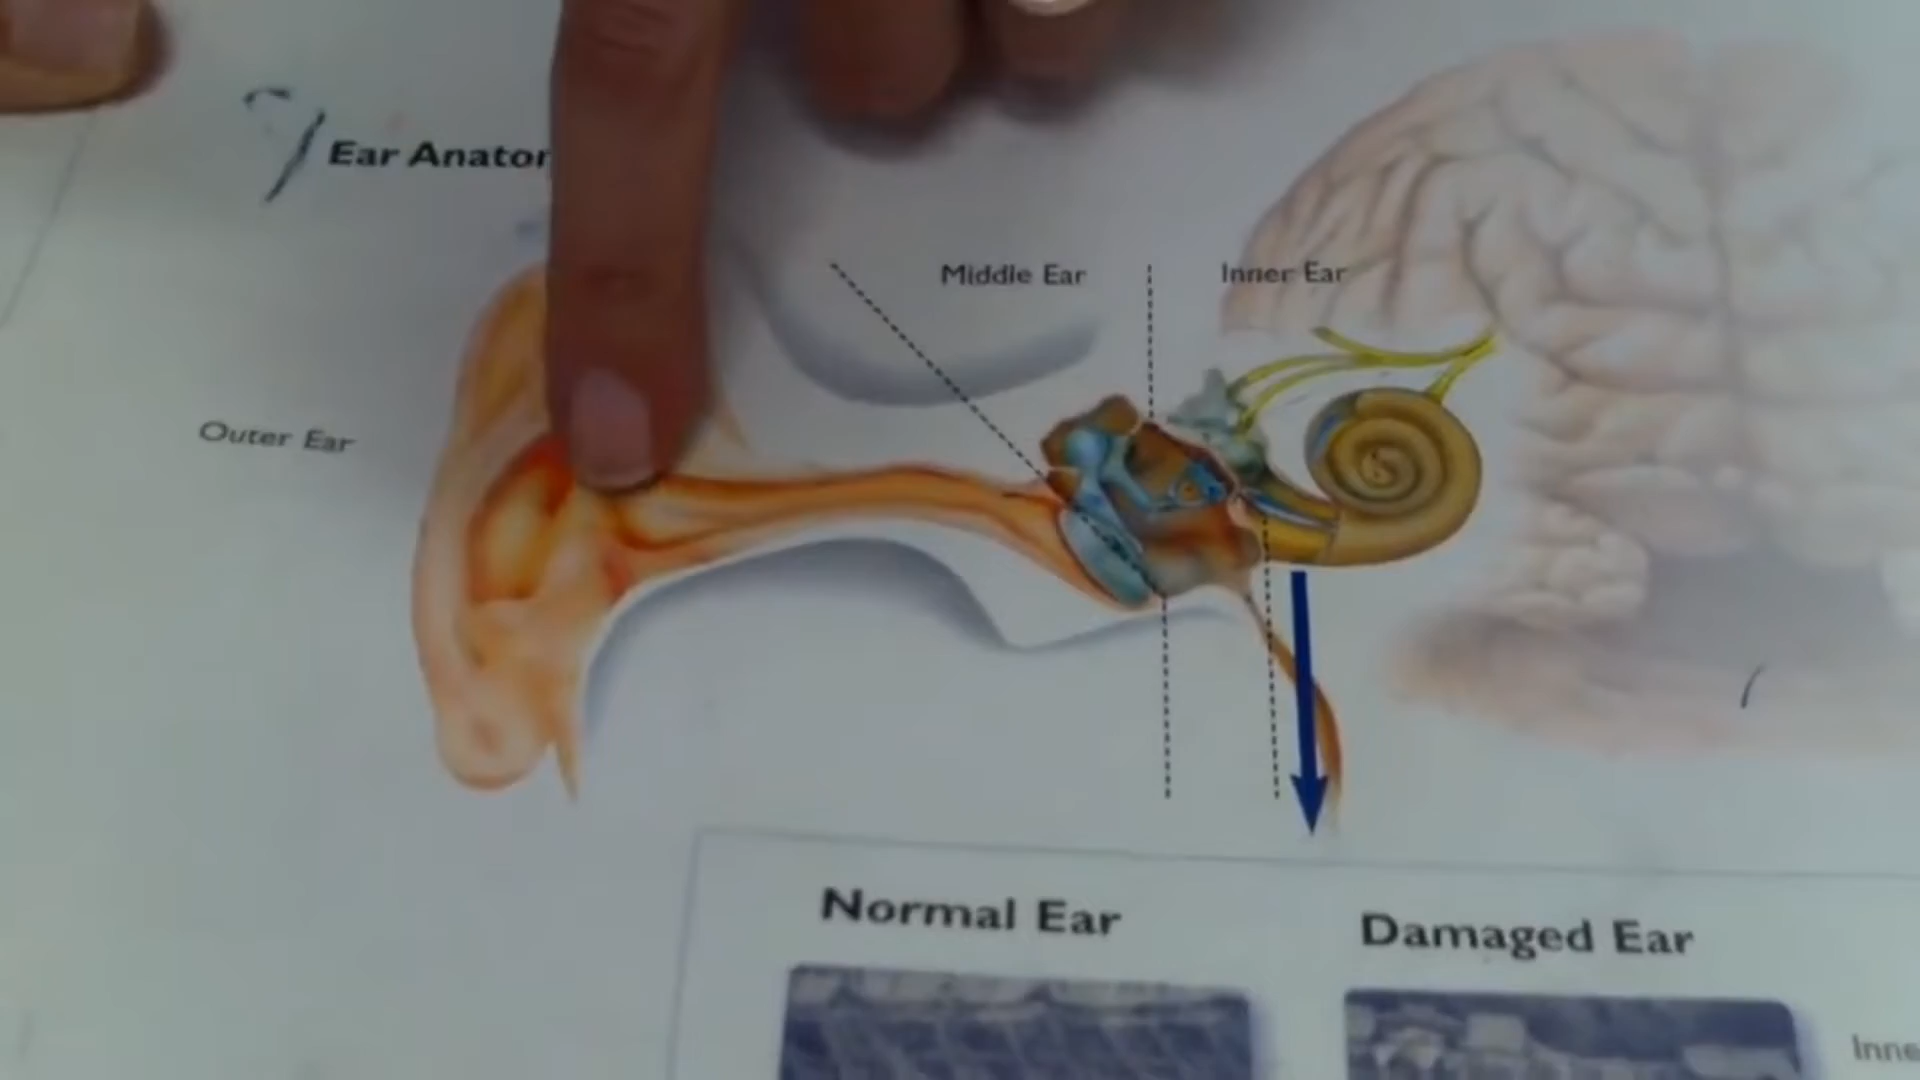 Ear Anator
Middle Ear
Inner Ear
Outer Ear
Normal Ear
Damaged Ear
Inne